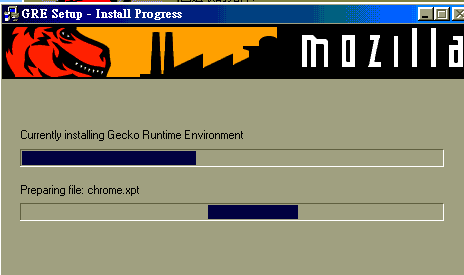 GRE Setup - Install Progress
mozilla
Currently installing Gecko Runtime Environment
Preparing file: chrome.xpt